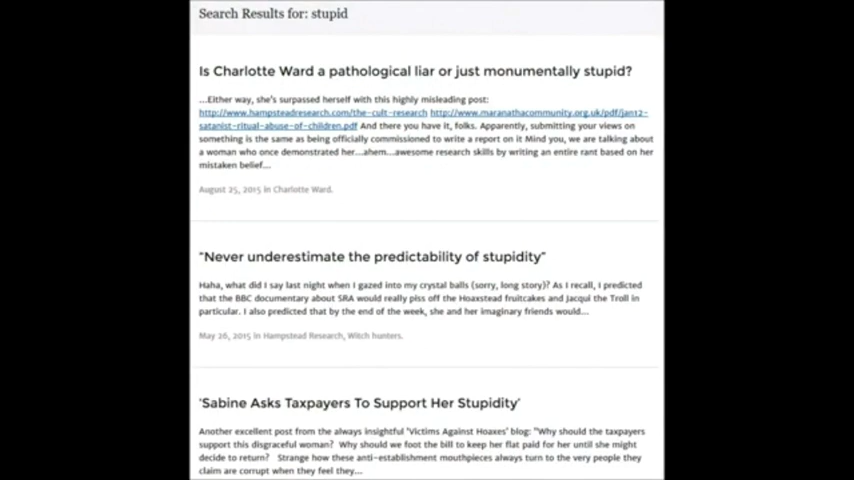 Search Results for: stupid
Is Charlotte Ward a pathological liar or just monumentally stupid?
...Either way, she's surpassed herself with this highly misleading post:
http://www.hampsteadresearch.com/the-cult-research http://www.maranathacommunity.org.uk/pdf/jan12-
satanist-ritual-abuse-of-children.pdf And there you have it, folks. Apparently, submitting your views on
something is the same as being officially commissioned to write a report on it Mind you, we are talking about
a woman who once demonstrated her...ahem...awesome research skills by writing an entire rant based on her
mistaken belief...
August 25, 2015 in Charlotte Ward.
"Never underestimate the predictability of stupidity"
Haha, what did I say last night when I gazed into my crystal balls (sorry, long story)? As I recall, I predicted
that the BBC documentary about SRA would really piss off the Hoaxstead fruitcakes and Jacqui the Troll in
particular. I also predicted that by the end of the week, she and her imaginary friends would...
May 26, 2015 in Hampstead Research, Witch hunters.
'Sabine Asks Taxpayers To Support Her Stupidity'
Another excellent post from the always insightful 'Victims Against Hoaxes' blog: "Why should the taxpayers
support this disgraceful woman? Why should we foot the bill to keep her flat paid for her until she might
decide to return? Strange how these anti-establishment mouthpieces always turn to the very people they
claim are corrupt when they feel they...